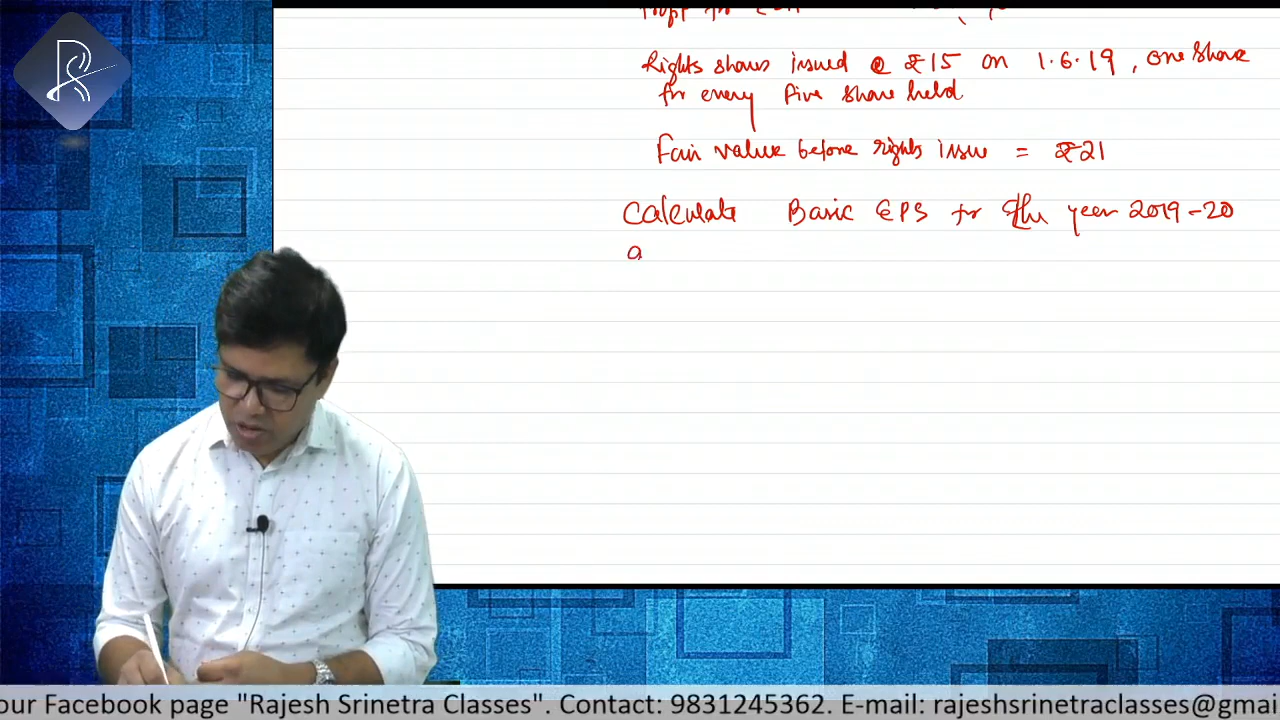 Rights shares issued @ ₹15 on 1.6.19, one share
for every five share held
Fair value before rights issue = ₹21
Calculate Basic EPS for the year 2019-20
a
our Facebook page "Rajesh Srinetra Classes". Contact: 9831245362. E-mail: rajeshsrinetraclasses@gmai